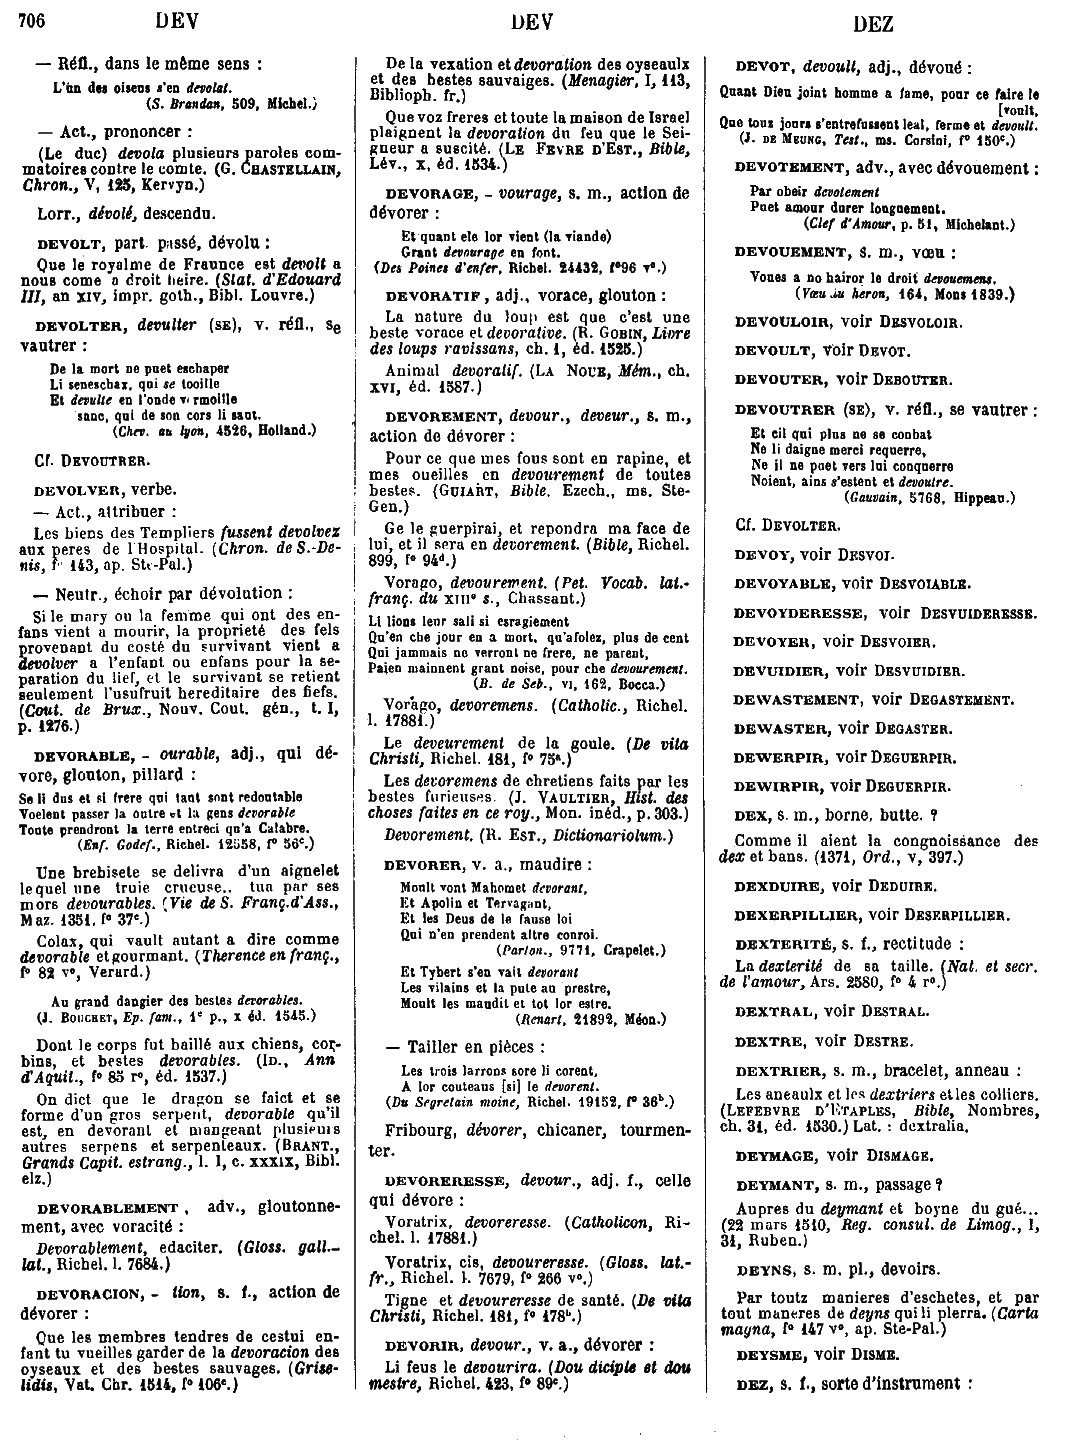 706 DEV DEV DEZ
— Réfl., dans le même sens :
L'un des oiseus s'en devolat.
(S. Brandan, 509, Michel.)
— Act., prononcer :
(Le duc) devola plusieurs paroles com-
matoires contre le comte. (G. CHASTELLAIN,
Chron., V, 125, Kervyn.)
Lorr., dévolé, descendu.
DEVOLT, part. passé, dévolu :
Que le royalme de Fraunce est devolt a
nous come a droit heire. (Stat. d'Edouard
III, an XIV, impr. goth., Bibl. Louvre.)
DEVOLTER, devulter (SE), v. réfl., se
vautrer :
De la mort ne puet eschaper
Li seneschax, qui se tooille
Et devulte en l'onde vermoille
sanc, qui de son cors li saut.
(Chev. au lyon, 4526, Holland.)
Cf. DEVOUTRER.
DEVOLVER, verbe.
— Act., attribuer :
Les biens des Templiers fussent devolvez
aux peres de l'Hospital. (Chron. de S.-De-
nis, f° 143, ap. Ste-Pal.)
— Neutr., échoir par dévolution :
Si le mary ou la femme qui ont des en-
fans vient a mourir, la proprieté des fels
provenant du costé du survivant vient a
devolver a l'enfant ou enfans pour la se-
paration du lief, et le survivant se retient
seulement l'usufruit hereditaire des fiefs.
(Cout. de Brux., Nouv. Cout. gén., t. I,
p. 1276.)
DEVORABLE, - ourable, adj., qui dé-
vore, glouton, pillard :
Se li dus et si frere qui tant sont redoutable
Voelent passer la outre et la gens devorable
Toute prendront la terre entreci qu'a Calabre.
(Enf. Godef., Richel. 12558, f° 56c.)
Une brebisete se delivra d'un aignelet
lequel une truie crueuse.. tua par ses
mors devourables. (Vie de S. Franç. d'Ass.,
Maz. 1351, f° 37c.)
Colax, qui vault autant a dire comme
devorable et gourmant. (Therence en franç.,
f° 82 v°, Verard.)
Au grand dangier des bestes devorables.
(J. BOUCHET, Ep. fam., 1e p., x éd. 1545.)
Dont le corps fut baillé aux chiens, cor-
bins, et bestes devorables. (ID., Ann
d'Aquit., f° 85 r°, éd. 1537.)
On dict que le dragon se faict et se
forme d'un gros serpent, devorable qu'il
est, en devorant et mangeant plusieurs
autres serpens et serpenteaux. (BRANT.,
Grands Capit. estrang., l. I, c. XXXIX, Bibl.
elz.)
DEVORABLEMENT, adv., gloutonne-
ment, avec voracité :
Devorablement, edaciter. (Gloss. gall.-
lat., Richel. l. 7684.)
DEVORACION, - tion, s. f., action de
dévorer :
Que les membres tendres de cestui en-
fant tu vueilles garder de la devoracion des
oyseaux et des bestes sauvages. (Grise-
lidis, Vat. Chr. 1514, f° 106c.)
De la vexation et devoration des oyseaulx
et des bestes sauvaiges. (Menagier, I, 113,
Biblioph. fr.)
Que voz freres et toute la maison de Israel
plaignent la devoration du feu que le Sei-
gneur a suscité. (LE FEVRE D'EST., Bible,
Lév., X, éd. 1534.)
DEVORAGE, - vourage, s. m., action de
dévorer :
Et quant ele lor vient (la viande)
Grant devourage en font.
(Des Poines d'enfer, Richel. 24432, f°96 v°.)
DEVORATIF, adj., vorace, glouton :
La nature du loup est que c'est une
beste vorace et devorative. (R. GOBIN, Livre
des loups ravissans, ch. 1, éd. 1525.)
Animal devoratif. (LA NOUE, Mém., ch.
XVI, éd. 1587.)
DEVOREMENT, devour., deveur., s. m.,
action de dévorer :
Pour ce que mes fous sont en rapine, et
mes oueilles en devourement de toutes
bestes. (GUIART, Bible. Ezech., ms. Ste-
Gen.)
Ge le guerpirai, et repondra ma face de
lui, et il sera en devorement. (Bible, Richel.
899, f° 94d.)
Vorago, devourement. (Pet. Vocab. lat.-
franç. du XIIIe s., Chassant.)
Li lions leur sali si esragiement
Qu'en che jour en a mort, qu'afolez, plus de cent
Qui jammais ne verront ne frere, ne parent,
Paien mainnent grant noise, pour che devourement.
(B. de Seb., VI, 162, Bocca.)
Vorago, devoremens. (Catholic., Richel.
l. 17881.)
Le deveurement de la goule. (De vita
Christi, Richel. 181, f° 75a.)
Les devoremens de chretiens faits par les
bestes furieuses. (J. VAULTIER, Hist. des
choses faites en ce roy., Mon. inéd., p. 303.)
Devorement. (R. EST., Dictionariolum.)
DEVORER, v. a., maudire :
Moult vont Mahomet devorant,
Et Apolin et Tervagant,
Et les Deus de le fause loi
Qui n'en prendent altre conroi.
(Parton., 9771, Crapelet.)
Et Tybert s'en vait devorant
Les vilains et la pute au prestre,
Moult les maudit et tot lor estre.
(Renart, 21892, Méon.)
— Tailler en pièces :
Les trois larrons sore li corent,
A lor couteaus [si] le devorent.
(Du Segretain moine, Richel. 19152, f° 36b.)
Fribourg, dévorer, chicaner, tourmen-
ter.
DEVORERESSE, devour., adj. f., celle
qui dévore :
Voratrix, devoreresse. (Catholicon, Ri-
chel. l. 17881.)
Voratrix, cis, devoureresse. (Gloss. lat.-
fr., Richel. l. 7679, f° 266 v°.)
Tigne et devoureresse de santé. (De vita
Christi, Richel. 181, f° 178b.)
DEVORIR, devour., v. a., dévorer :
Li feus le devourira. (Dou diciple et dou
mestre, Richel. 423, f° 89c.)
DEVOT, devoult, adj., dévoué :
Quant Dieu joint homme a fame, pour ce faire le
[voult,
Que tous jours s'entrefussent leal, ferme et devoult.
(J. DE MEUNG, Test., ms. Corsini, f° 150c.)
DEVOTEMENT, adv., avec dévouement :
Par obeir devotement
Puet amour durer longuement.
(Clef d'Amour, p. 51, Michelant.)
DEVOUEMENT, s. m., vœu :
Voues a no hairor le droit devouemens.
(Vœu du heron, 164, Mons 1839.)
DEVOULOIR, voir DESVOLOIR.
DEVOULT, voir DEVOT.
DEVOUTER, voir DEBOUTER.
DEVOUTRER (SE), v. réfl., se vautrer :
Et cil qui plus ne se conbat
Ne li daigne merci requerre,
Ne il ne puet vers lui conquerre
Noient, ains s'estent et devoutre.
(Gauvain, 5768, Hippeau.)
Cf. DEVOLTER.
DEVOY, voir DESVOI.
DEVOYABLE, voir DESVOIABLE.
DEVOYDERESSE, voir DESVUIDERESSE.
DEVOYER, voir DESVOIER.
DEVUIDIER, voir DESVUIDIER.
DEWASTEMENT, voir DEGASTEMENT.
DEWASTER, voir DEGASTER.
DEWERPIR, voir DEGUERPIR.
DEWIRPIR, voir DEGUERPIR.
DEX, s. m., borne, butte. ?
Comme il aient la congnoissance des
dex et bans. (1371, Ord., v, 397.)
DEXDUIRE, voir DEDUIRE.
DEXERPILLIER, voir DESERPILLIER.
DEXTERITÉ, s. f., rectitude :
La dexterité de sa taille. (Nat. et secr.
de l'amour, Ars. 2580, f° 4 r°.)
DEXTRAL, voir DESTRAL.
DEXTRE, voir DESTRE.
DEXTRIER, s. m., bracelet, anneau :
Les aneaulx et les dextriers et les colliers.
(LEFEBVRE D'ÉTAPLES, Bible, Nombres,
ch. 31, éd. 1530.) Lat. : dextralia.
DEYMAGE, voir DISMAGE.
DEYMANT, s. m., passage ?
Aupres du deymant et boyne du gué...
(22 mars 1510, Reg. consul. de Limog., I,
31, Ruben.)
DEYNS, s. m. pl., devoirs.
Par toutz manieres d'eschetes, et par
tout maneres de deyns qui li plerra. (Carta
magna, f° 147 v°, ap. Ste-Pal.)
DEYSME, voir DISME.
DEZ, s. f., sorte d'instrument :